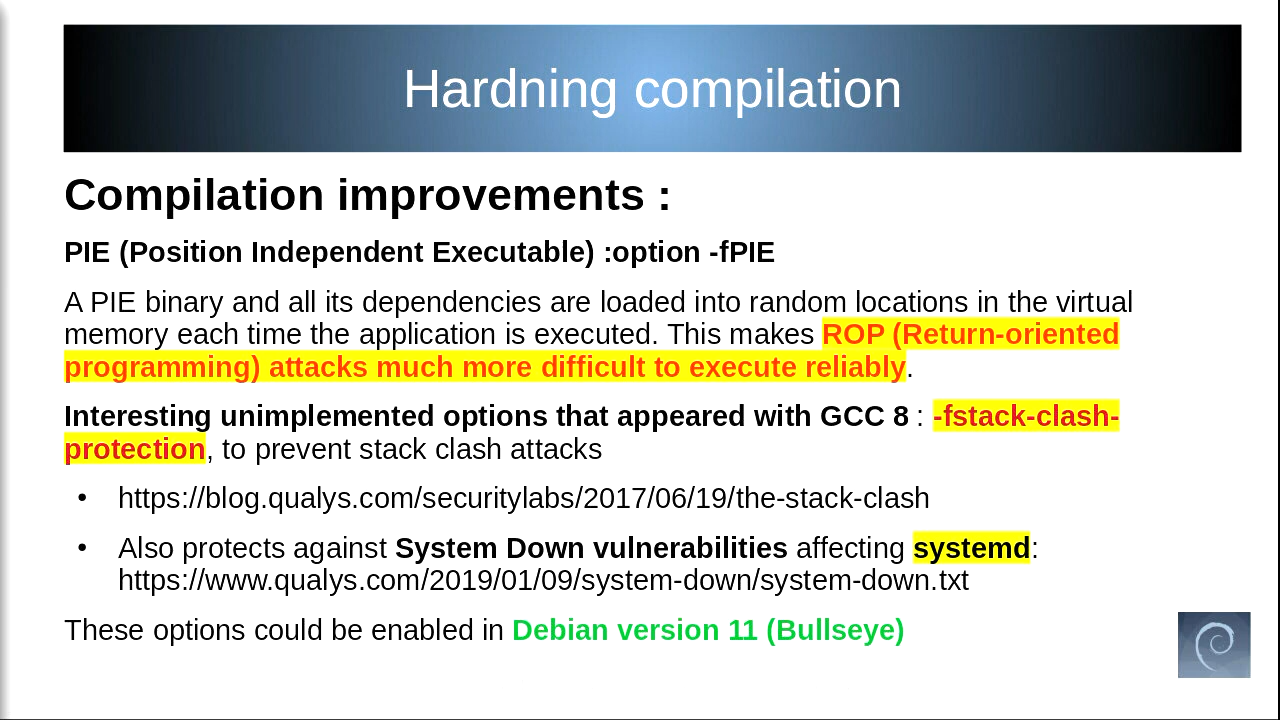 Hardning compilation
Compilation improvements :
PIE (Position Independent Executable) :option -fPIE
A PIE binary and all its dependencies are loaded into random locations in the virtual
memory each time the application is executed. This makes ROP (Return-oriented
programming) attacks much more difficult to execute reliably.
Interesting unimplemented options that appeared with GCC 8 : -fstack-clash-
protection, to prevent stack clash attacks
• https://blog.qualys.com/securitylabs/2017/06/19/the-stack-clash
• Also protects against System Down vulnerabilities affecting systemd:
https://www.qualys.com/2019/01/09/system-down/system-down.txt
These options could be enabled in Debian version 11 (Bullseye)